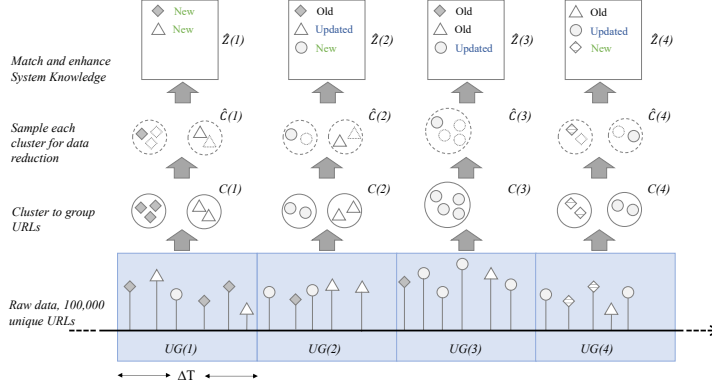 New
New
Ẑ(1)
Old
Updated
New
Ẑ(2)
Old
Old
Updated
Ẑ(3)
Old
Updated
New
Ẑ(4)
Match and enhance
System Knowledge
Ĉ(1)
Ĉ(2)
Ĉ(3)
Ĉ(4)
Sample each
cluster for data
reduction
C(1)
C(2)
C(3)
C(4)
Cluster to group
URLs
Raw data, 100,000
unique URLs
UG(1)
UG(2)
UG(3)
UG(4)
ΔT